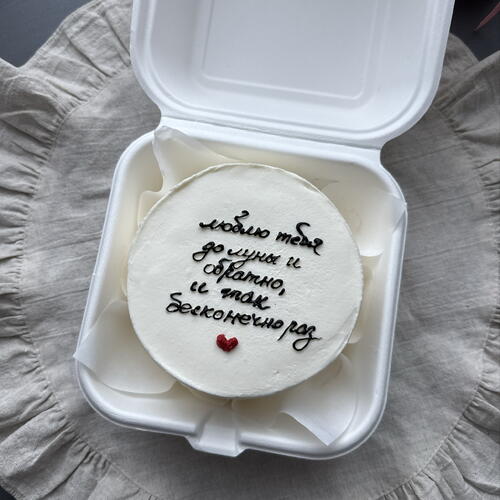 люблю тебя
до луны и
обратно,
и так
бесконечно раз